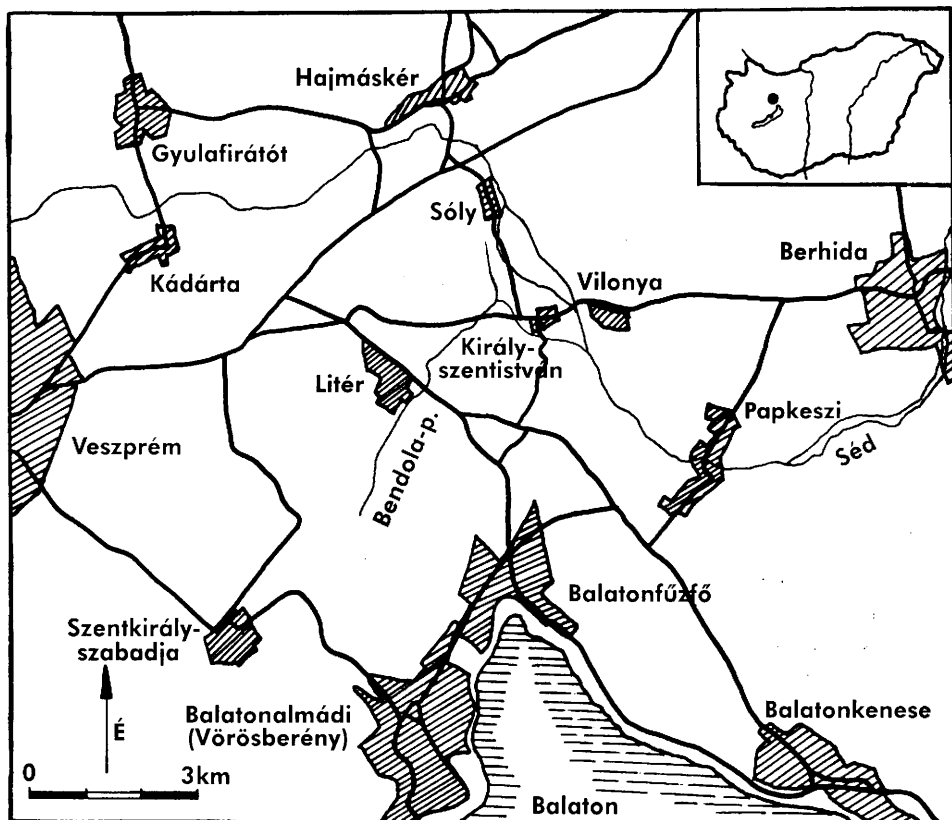 Hajmáskér
Gyulafirátót
Sóly
Berhida
Kádárta
Vilonya
Király-
szentistván
Litér
Papkeszi
Veszprém
Bendola-p.
Séd
Balatonfűzfő
Szentkirály-
szabadja
É
Balatonalmádi
(Vörösberény)
Balatonkenese
0 3km
Balaton